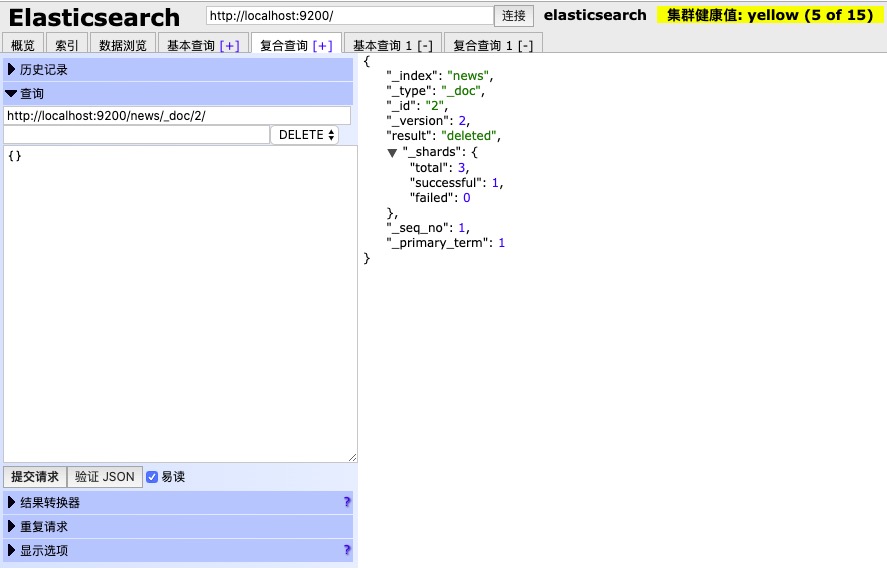 Elasticsearch http://localhost:9200/ 连接 elasticsearch 集群健康值: yellow (5 of 15)
概览 索引 数据浏览 基本查询 [+] 复合查询 [+] 基本查询 1 [-] 复合查询 1 [-]
历史记录
查询
http://localhost:9200/news/_doc/2/
DELETE
{}
提交请求 验证 JSON 易读
结果转换器 ?
重复请求
显示选项 ?
{
"_index": "news",
"_type": "_doc",
"_id": "2",
"_version": 2,
"result": "deleted",
▼ "_shards": {
"total": 3,
"successful": 1,
"failed": 0
},
"_seq_no": 1,
"_primary_term": 1
}